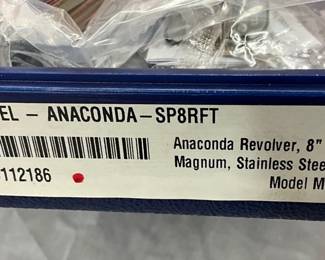 EL - ANACONDA-SP8RFT
Anaconda Revolver, 8"
Magnum, Stainless Stee
112186
Model M